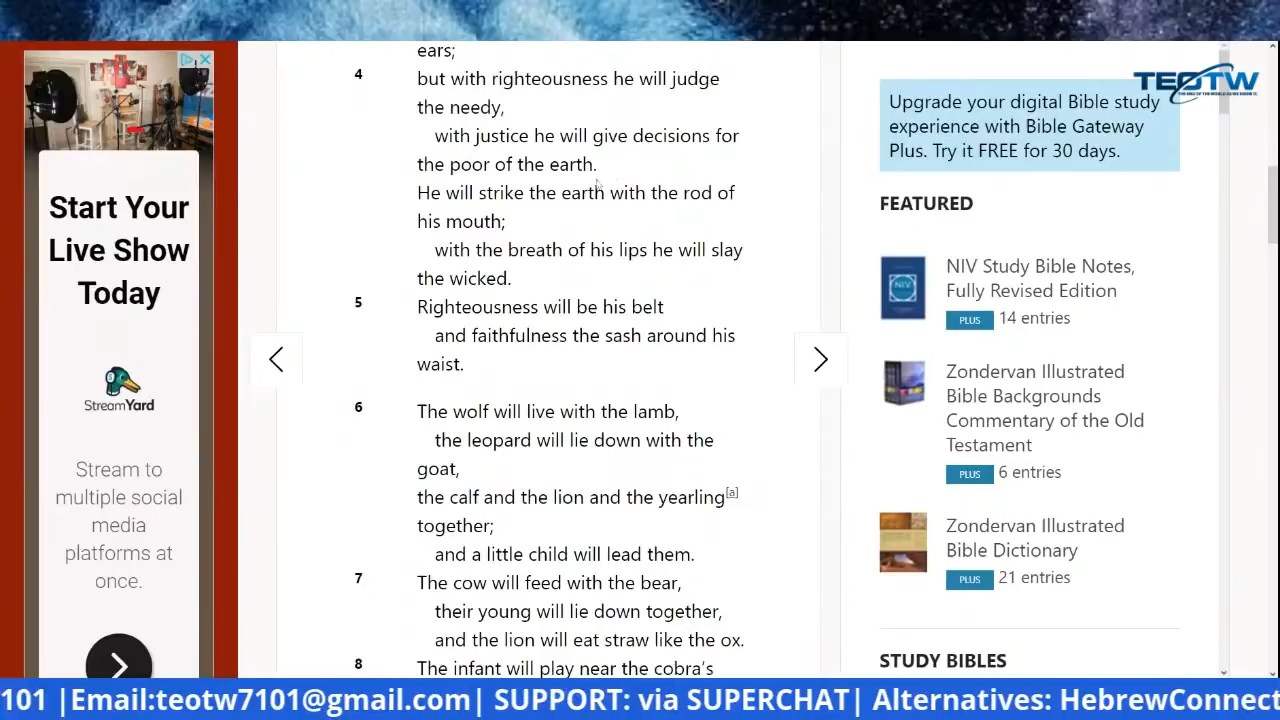 Start Your
Live Show
Today
StreamYard
Stream to
multiple social
media
platforms at
once.
ears;
4
but with righteousness he will judge
the needy,
with justice he will give decisions for
the poor of the earth.
He will strike the earth with the rod of
his mouth;
with the breath of his lips he will slay
the wicked.
5
Righteousness will be his belt
and faithfulness the sash around his
waist.
6
The wolf will live with the lamb,
the leopard will lie down with the
goat,
the calf and the lion and the yearling[a]
together;
and a little child will lead them.
7
The cow will feed with the bear,
their young will lie down together,
and the lion will eat straw like the ox.
8
The infant will play near the cobra's
TEOTW
THE END OF THE WORLD AS WE KNOW IT.
Upgrade your digital Bible study
experience with Bible Gateway
Plus. Try it FREE for 30 days.
FEATURED
NIV Study Bible Notes,
Fully Revised Edition
PLUS 14 entries
NIV
Zondervan Illustrated
Bible Backgrounds
Commentary of the Old
Testament
PLUS 6 entries
Zondervan Illustrated
Bible Dictionary
PLUS 21 entries
STUDY BIBLES
101 |Email:teotw7101@gmail.com| SUPPORT: via SUPERCHAT| Alternatives: HebrewConnect